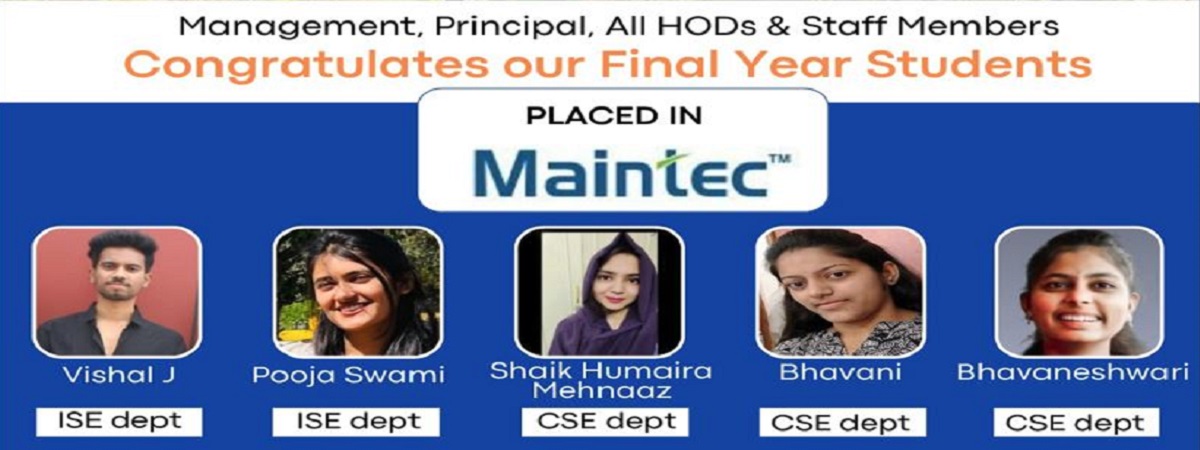 Management, Principal, All HODs & Staff Members
Congratulates our Final Year Students
PLACED IN
Maintec™
Vishal J
Pooja Swami
Shaik Humaira
Mehnaaz
Bhavani
Bhavaneshwari
ISE dept
ISE dept
CSE dept
CSE dept
CSE dept